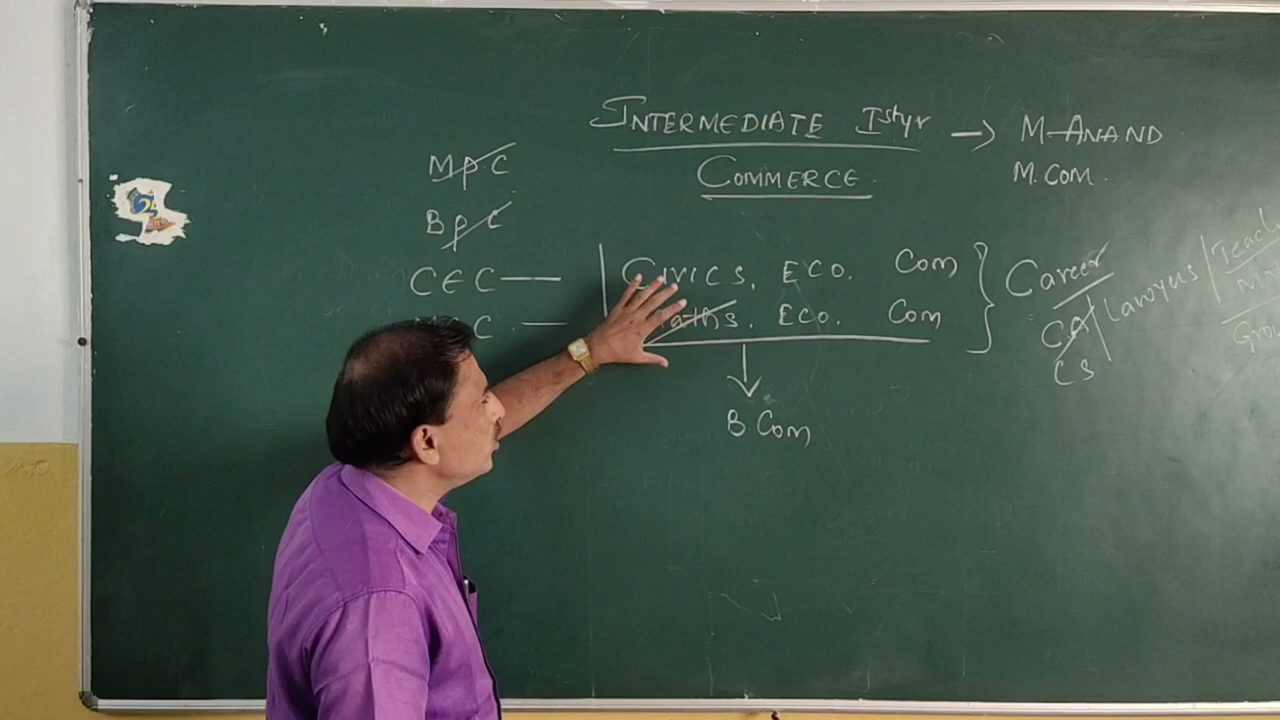 INTERMEDIATE Ist yr → M. ANAND
COMMERCE M.COM.
MPC
BPC
CEC — Civics, Eco. Com } Career
C — Eco. Com CA / Lawyers /
CS
↓
B.Com